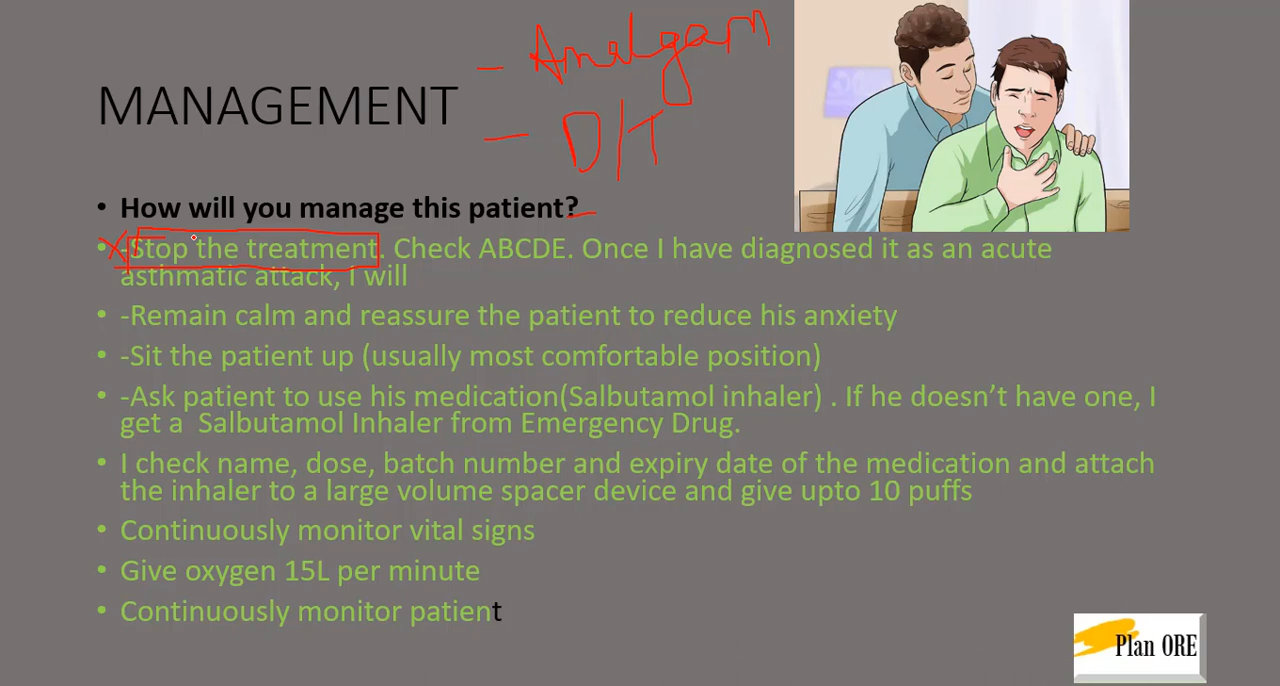 - Amalgam
MANAGEMENT
- D/T
• How will you manage this patient?
• -Stop the treatment. Check ABCDE. Once I have diagnosed it as an acute
asthmatic attack, I will
• -Remain calm and reassure the patient to reduce his anxiety
• -Sit the patient up (usually most comfortable position)
• -Ask patient to use his medication(Salbutamol inhaler) . If he doesn’t have one, I
get a Salbutamol Inhaler from Emergency Drug.
• I check name, dose, batch number and expiry date of the medication and attach
the inhaler to a large volume spacer device and give upto 10 puffs
• Continuously monitor vital signs
• Give oxygen 15L per minute
• Continuously monitor patient
Plan ORE